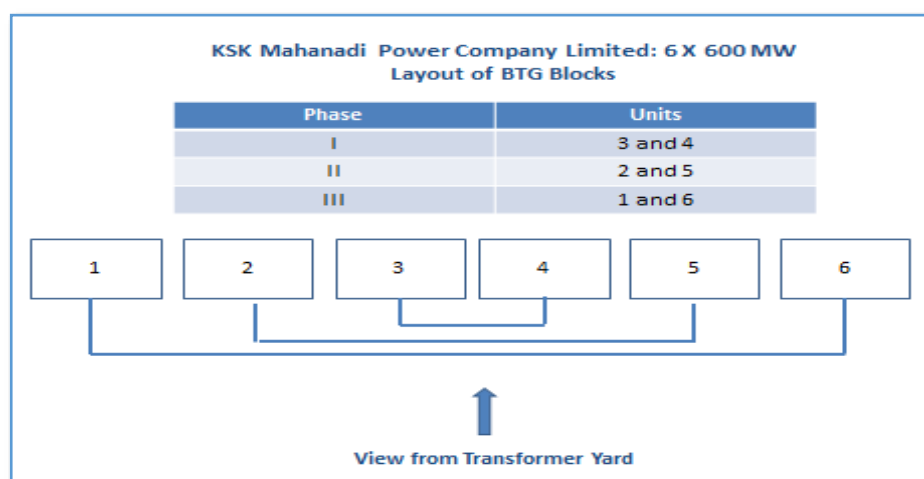 KSK Mahanadi Power Company Limited: 6 X 600 MW
Layout of BTG Blocks
Phase Units
I 3 and 4
II 2 and 5
III 1 and 6
1 2 3 4 5 6
View from Transformer Yard